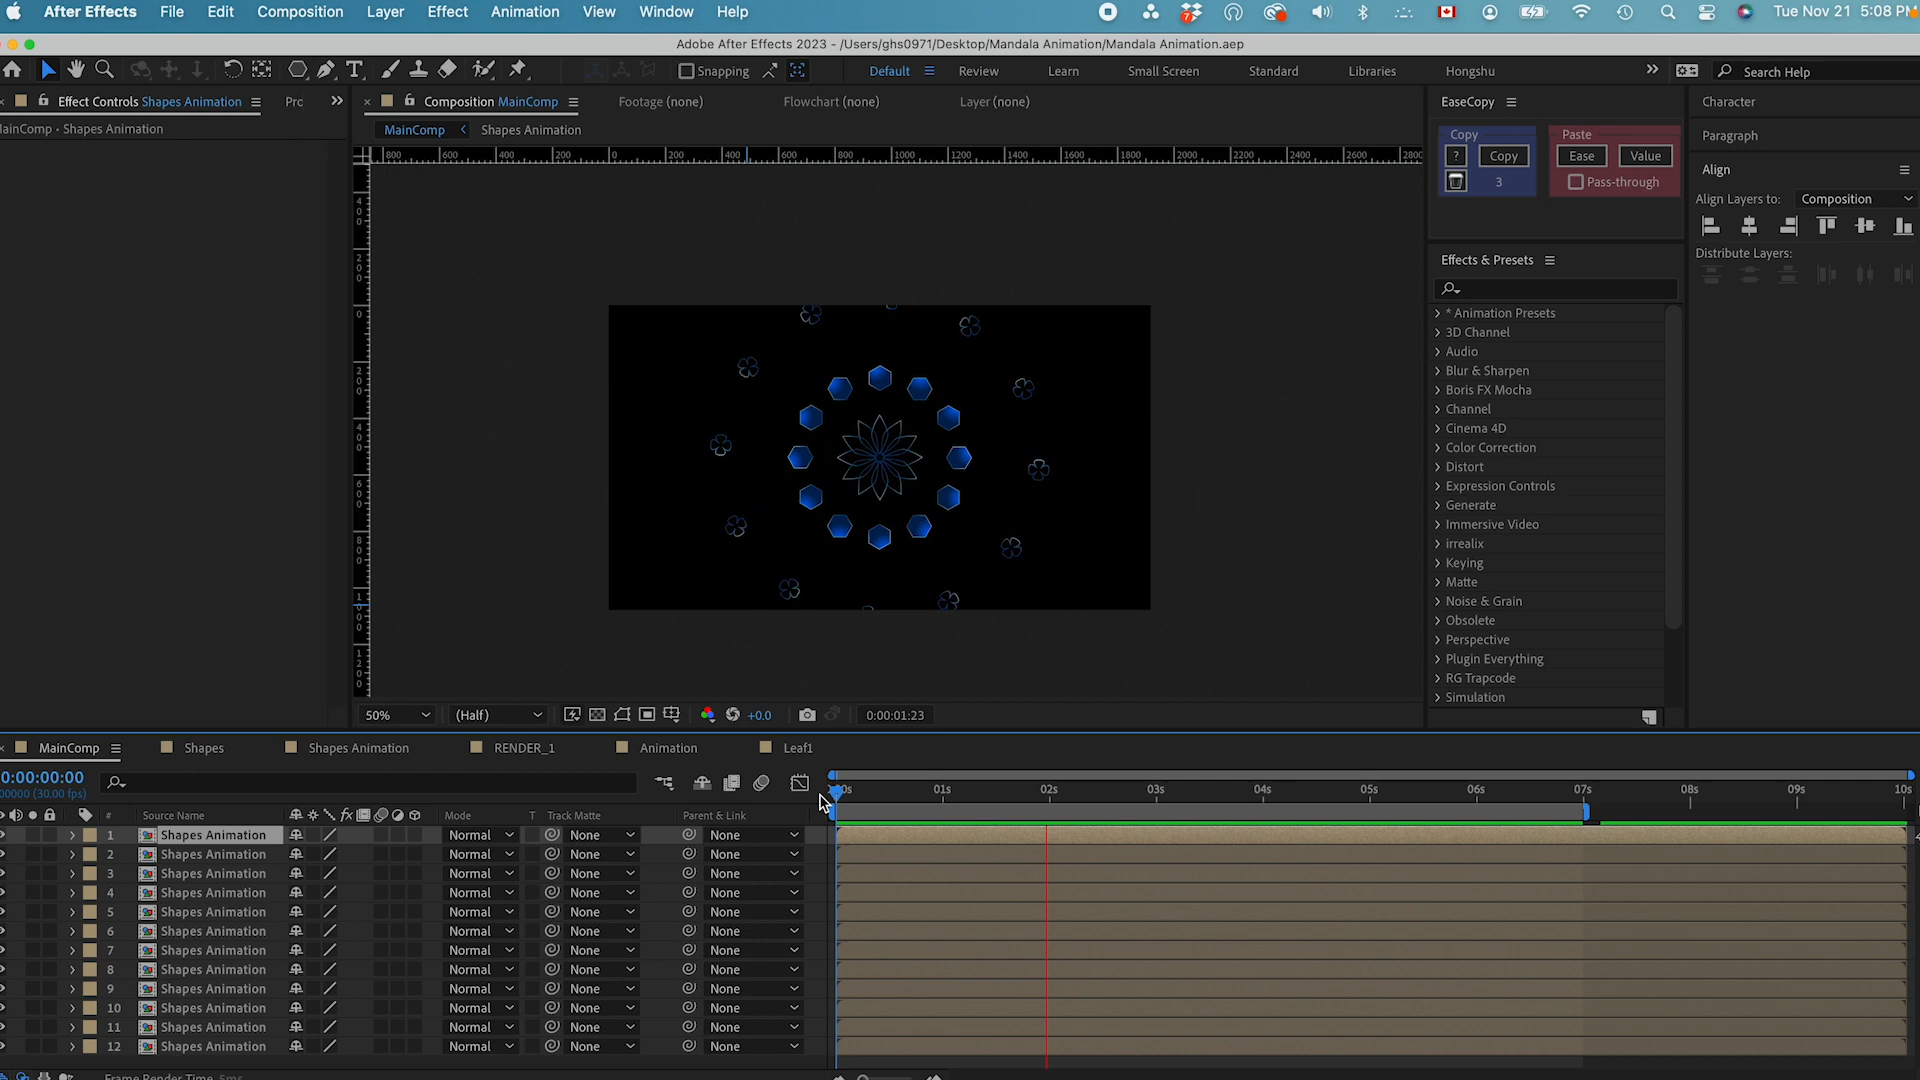 After Effects File Edit Composition Layer Effect Animation View Window Help 7 Tue Nov 21 5:08 PM
Adobe After Effects 2023 - /Users/ghs0971/Desktop/Mandala Animation/Mandala Animation.aep
T Snapping Default Review Learn Small Screen Standard Libraries Hongshu Search Help
Effect Controls Shapes Animation
Composition MainComp Footage (none) Flowchart (none) Layer (none)
EaseCopy
Character
MainComp Shapes Animation
Copy ? Copy 3
Paste Ease Value Pass-through
Paragraph
Align
Align Layers to: Composition
Distribute Layers:
800 600 400 200 0 200 400 600 800 1000 1200 1400 1600 1800 2000 2200 2400 2600 2800
Effects & Presets
* Animation Presets
3D Channel
Audio
Blur & Sharpen
Boris FX Mocha
Channel
Cinema 4D
Color Correction
Distort
Expression Controls
Generate
Immersive Video
irrealix
Keying
Matte
Noise & Grain
Obsolete
Perspective
Plugin Everything
RG Trapcode
Simulation
50% (Half) +0.0 0:00:01:23
MainComp Shapes Shapes Animation RENDER_1 Animation Leaf1
0:00:00:00
(30.00 fps)
01s 02s 03s 04s 05s 06s 07s 08s 09s 10s
# Source Name fx Mode T Track Matte Parent & Link
1 Shapes Animation Normal None None
2 Shapes Animation Normal None None
3 Shapes Animation Normal None None
4 Shapes Animation Normal None None
5 Shapes Animation Normal None None
6 Shapes Animation Normal None None
7 Shapes Animation Normal None None
8 Shapes Animation Normal None None
9 Shapes Animation Normal None None
10 Shapes Animation Normal None None
11 Shapes Animation Normal None None
12 Shapes Animation Normal None None
Frame Render Time 5ms